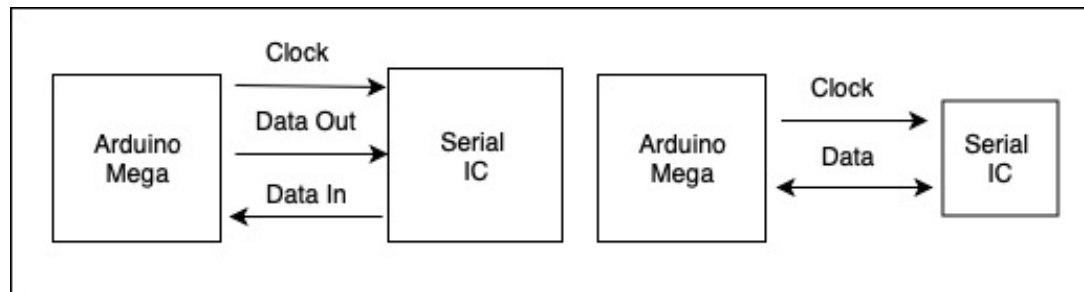 Clock
Arduino
Mega
Data Out
Data In
Serial
IC
Arduino
Mega
Clock
Data
Serial
IC